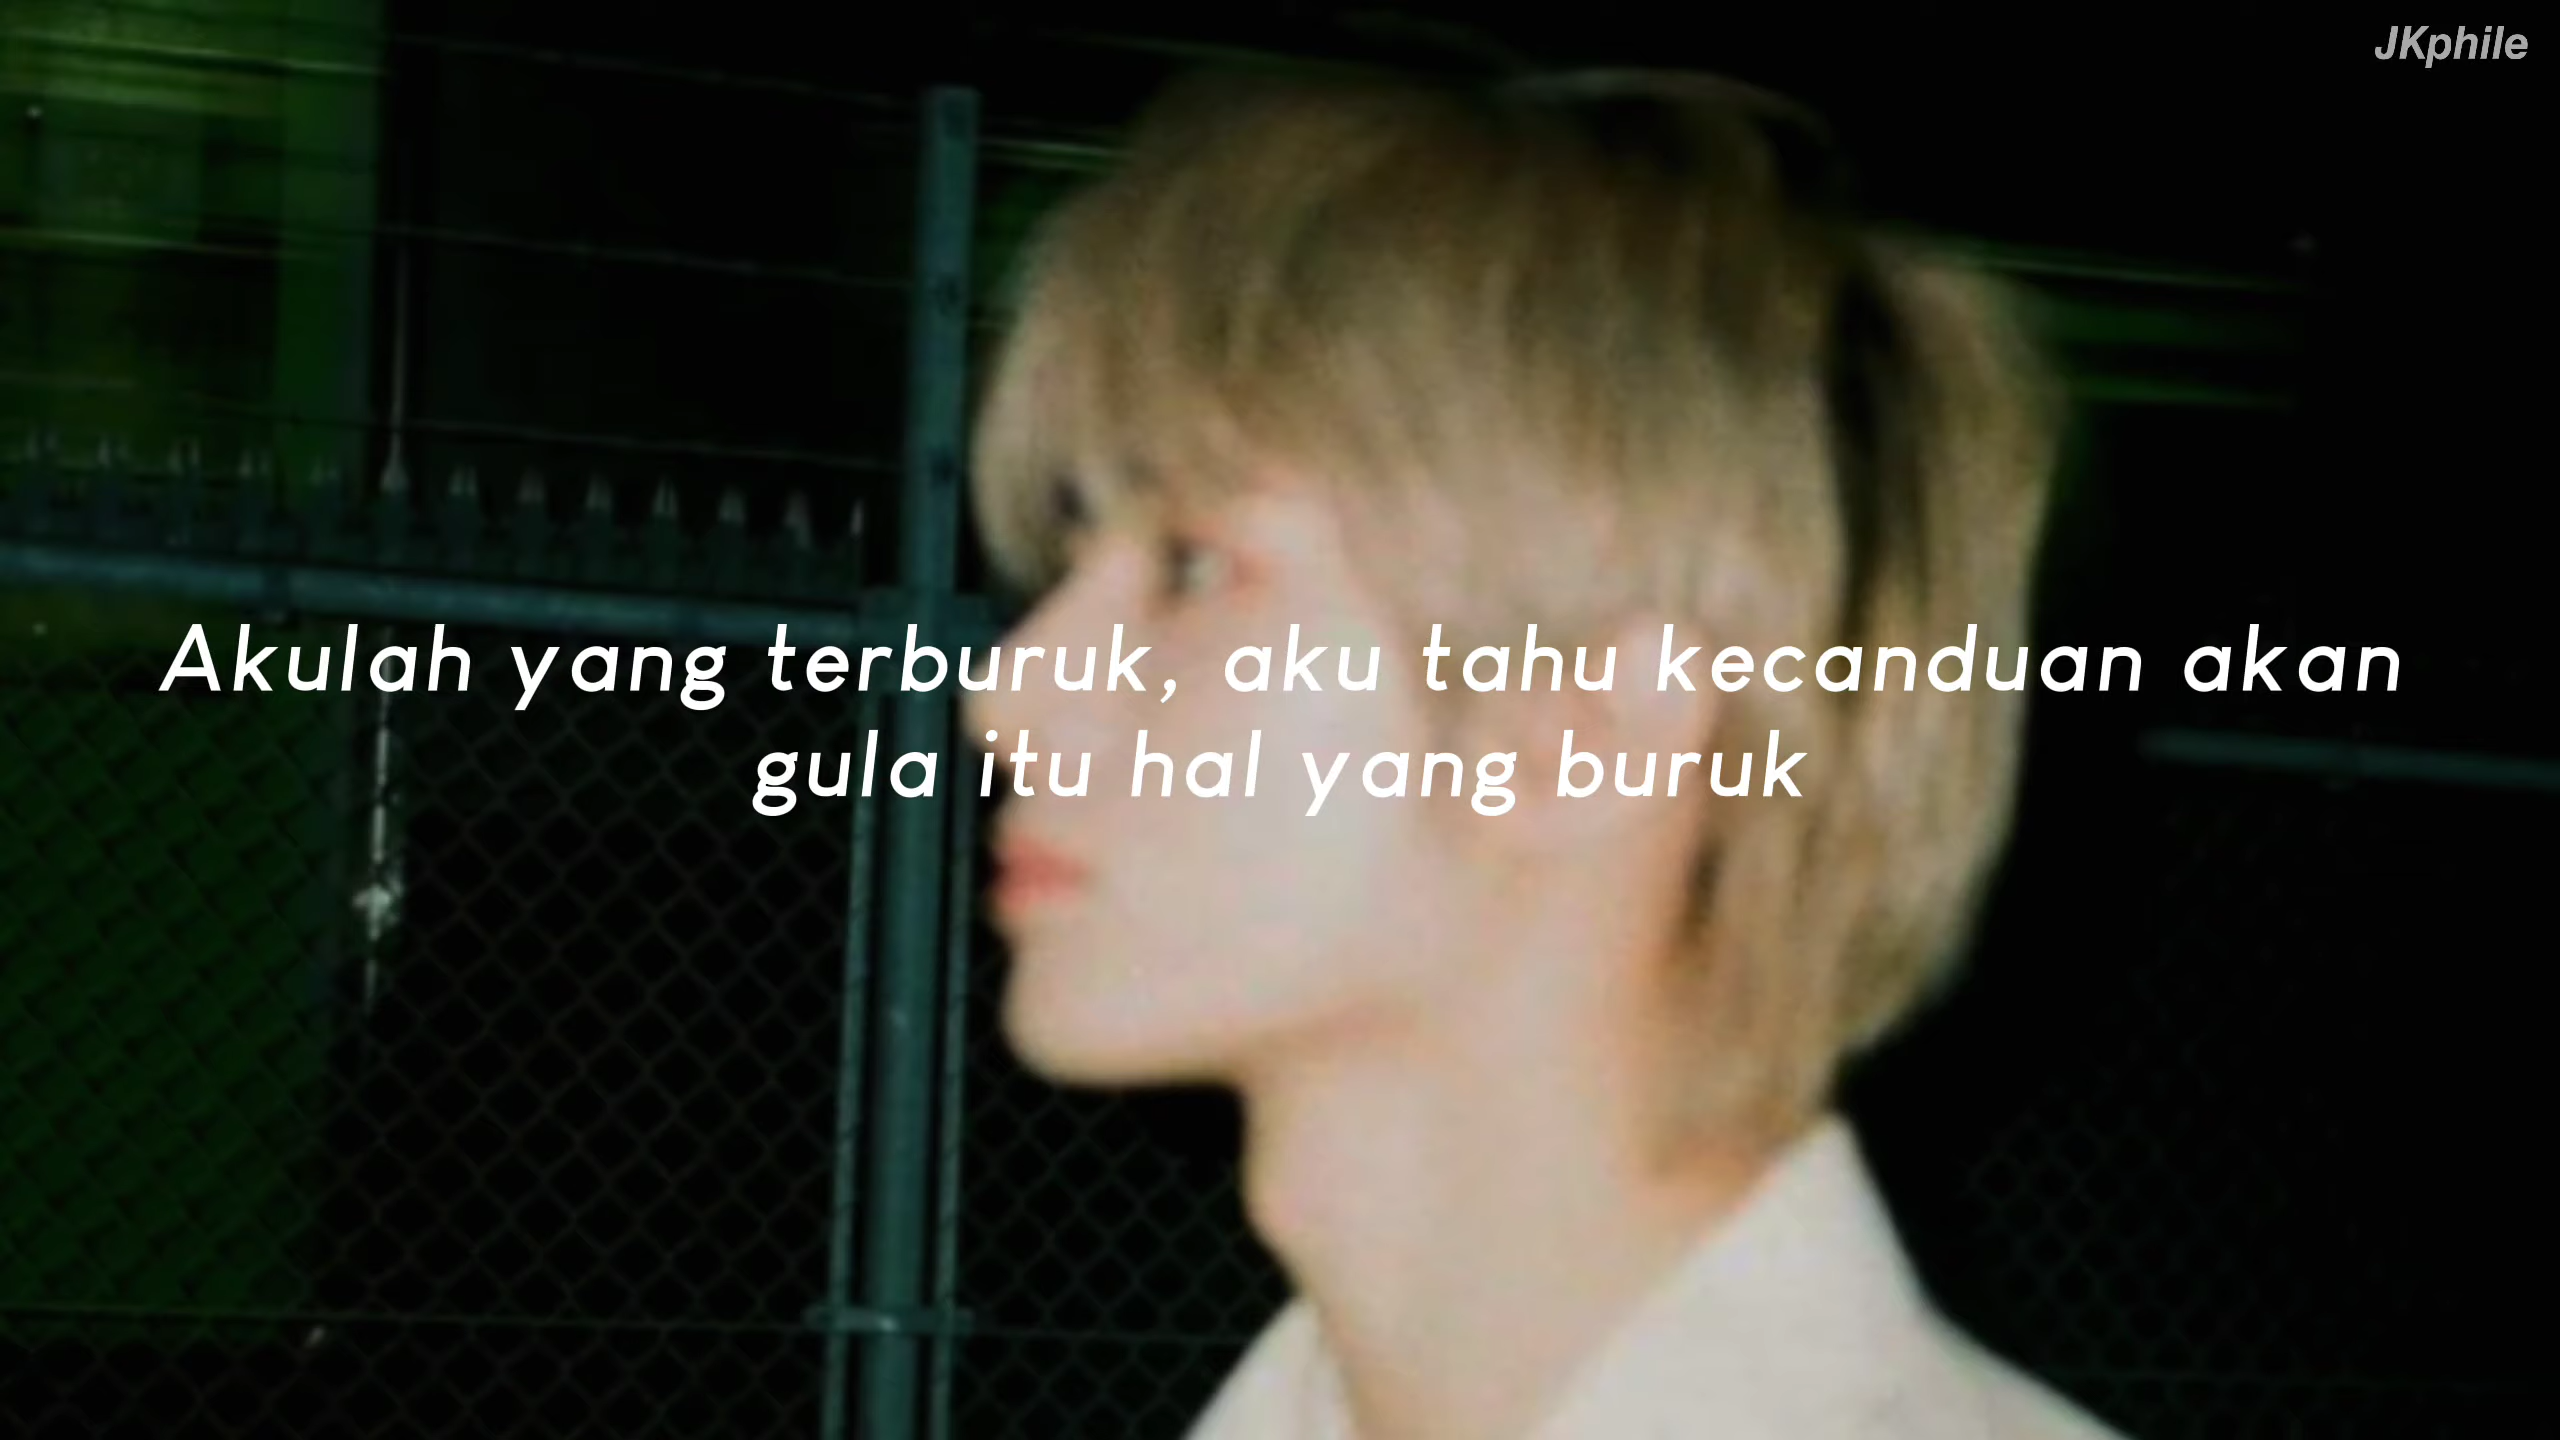 JKphile
Akulah yang terburuk, aku tahu kecanduan akan
gula itu hal yang buruk